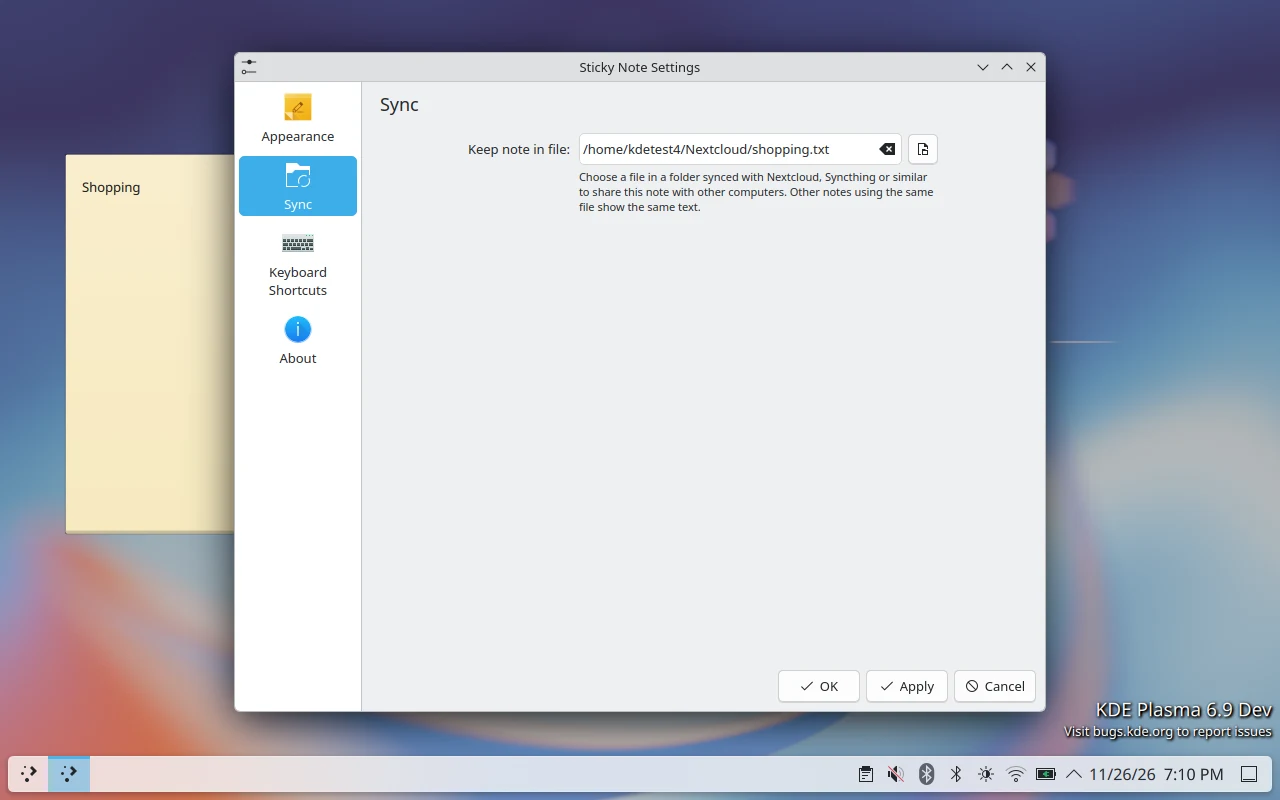 Sticky Note Settings
Shopping
Appearance
Sync
Keyboard
Shortcuts
About
Sync
Keep note in file: /home/kdetest4/Nextcloud/shopping.txt
Choose a file in a folder synced with Nextcloud, Syncthing or similar
to share this note with other computers. Other notes using the same
file show the same text.
OK Apply Cancel
KDE Plasma 6.9 Dev
Visit bugs.kde.org to report issues
11/26/26 7:10 PM